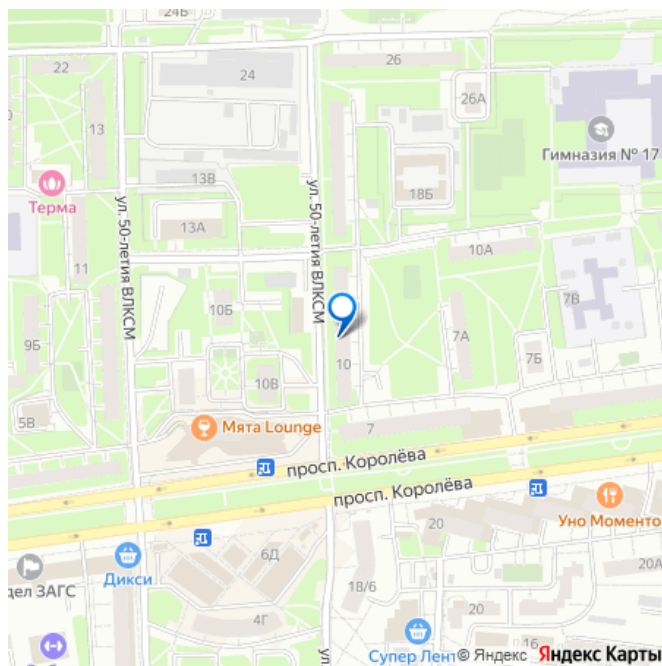 24Б
22
24
26
26А
13
Гимназия № 17
Терма
13В
18Б
13А
ул. 50-летия ВЛКСМ
ул. 50-летия ВЛКСМ
10А
11
10Б
7В
7А
9Б
10
7Б
10В
5В
Мята Lounge
7
просп. Королёва
просп. Королёва
Уно Моменто
20
6Д
Дикси
дел ЗАГС
18/6
20А
4Г
20
16
Супер Лент
© Яндекс Яндекс Карты